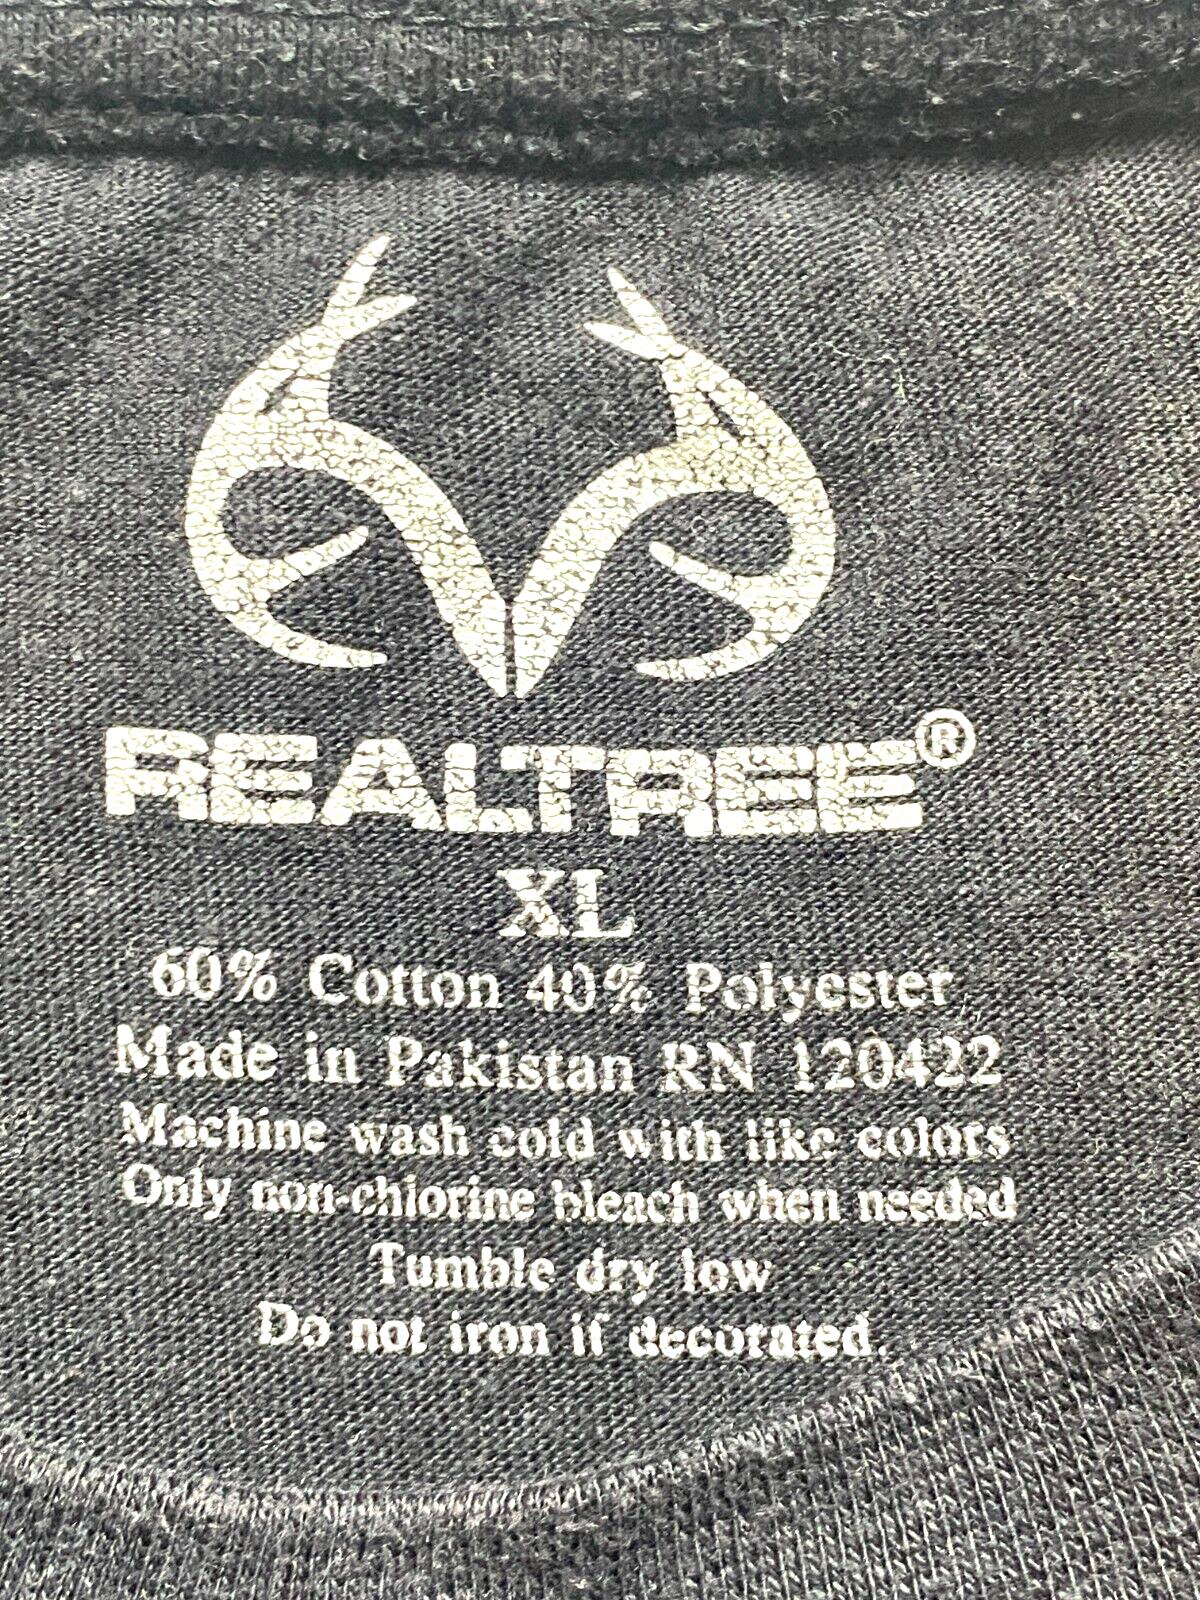 REALTREE®
XL
60% Cotton 40% Polyester
Made in Pakistan RN 120422
Machine wash cold with like colors
Only non-chlorine bleach when needed
Tumble dry low
Do not iron if decorated.